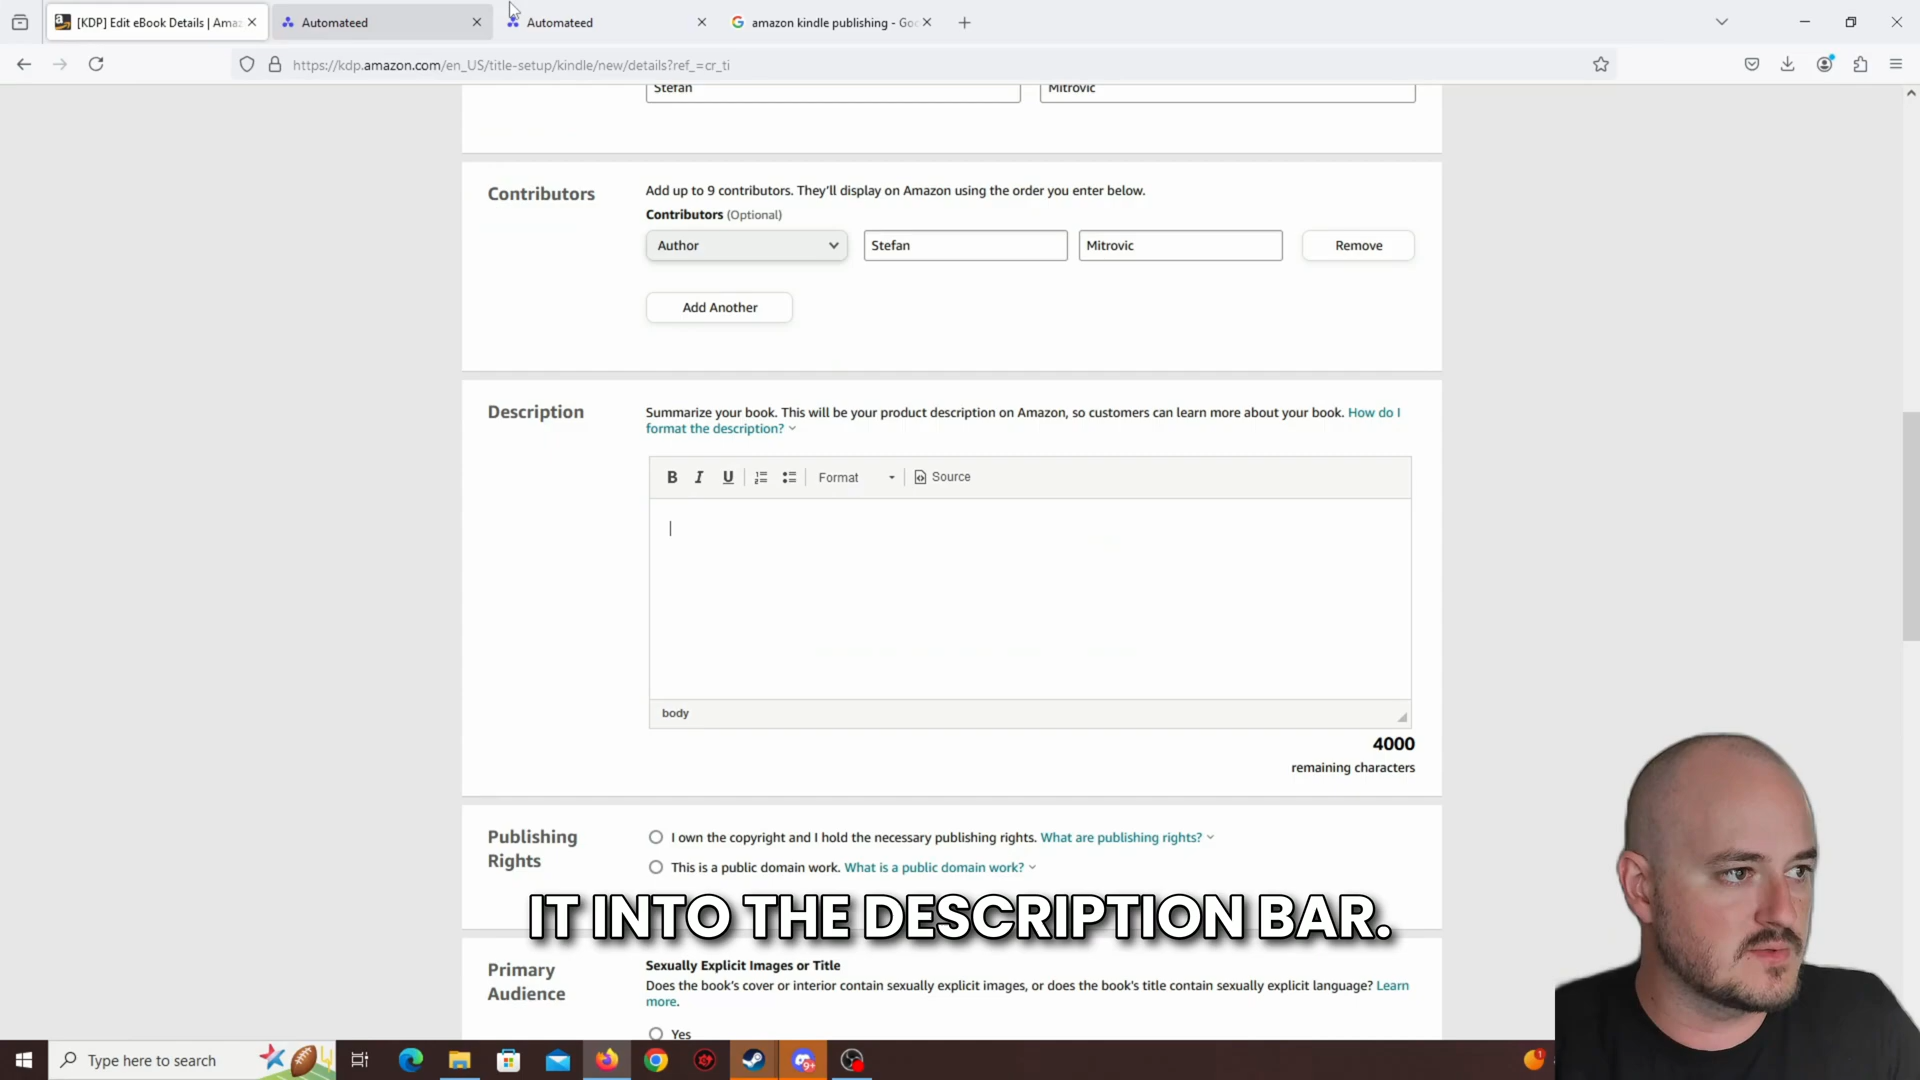 [KDP] Edit eBook Details | Amaz
Automateed
Automateed
amazon kindle publishing - Goo
https://kdp.amazon.com/en_US/title-setup/kindle/new/details?ref_=cr_ti
Stefan
Mitrovic
Contributors
Add up to 9 contributors. They'll display on Amazon using the order you enter below.
Contributors (Optional)
Author
Stefan
Mitrovic
Remove
Add Another
Description
Summarize your book. This will be your product description on Amazon, so customers can learn more about your book. How do I
format the description?
B I U Format Source
body
4000
remaining characters
Publishing
Rights
I own the copyright and I hold the necessary publishing rights. What are publishing rights?
This is a public domain work. What is a public domain work?
IT INTO THE DESCRIPTION BAR.
Primary
Audience
Sexually Explicit Images or Title
Does the book's cover or interior contain sexually explicit images, or does the book's title contain sexually explicit language? Learn
more.
Yes
Type here to search
9+
1